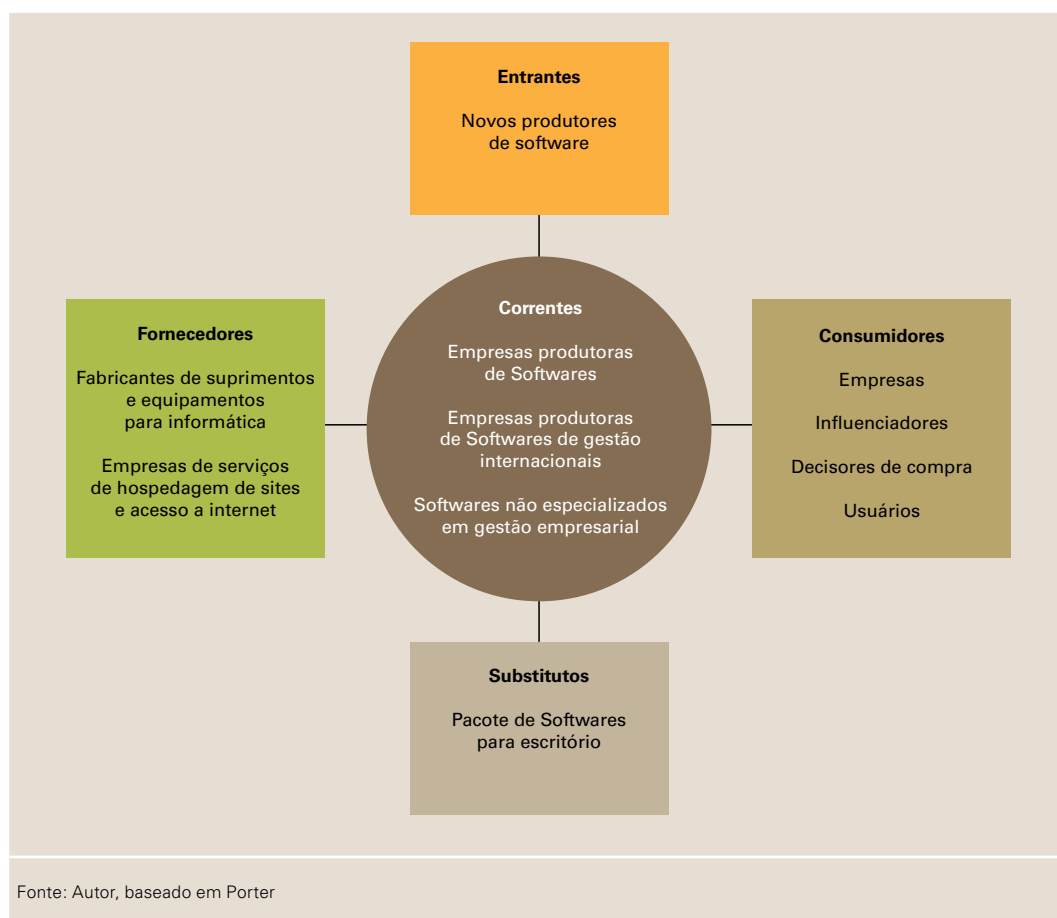 Entrantes
Novos produtores
de software
Fornecedores
Fabricantes de suprimentos
e equipamentos
para informática
Empresas de serviços
de hospedagem de sites
e acesso a internet
Correntes
Empresas produtoras
de Softwares
Empresas produtoras
de Softwares de gestão
internacionais
Softwares não especializados
em gestão empresarial
Consumidores
Empresas
Influenciadores
Decisores de compra
Usuários
Substitutos
Pacote de Softwares
para escritório
Fonte: Autor, baseado em Porter